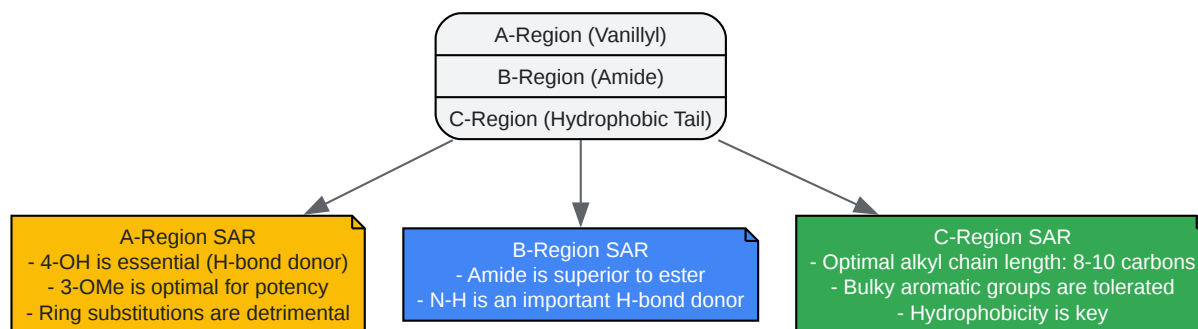 A-Region (Vanillyl)
B-Region (Amide)
C-Region (Hydrophobic Tail)
A-Region SAR
- 4-OH is essential (H-bond donor)
- 3-OMe is optimal for potency
- Ring substitutions are detrimental
B-Region SAR
- Amide is superior to ester
- N-H is an important H-bond donor
C-Region SAR
- Optimal alkyl chain length: 8-10 carbons
- Bulky aromatic groups are tolerated
- Hydrophobicity is key